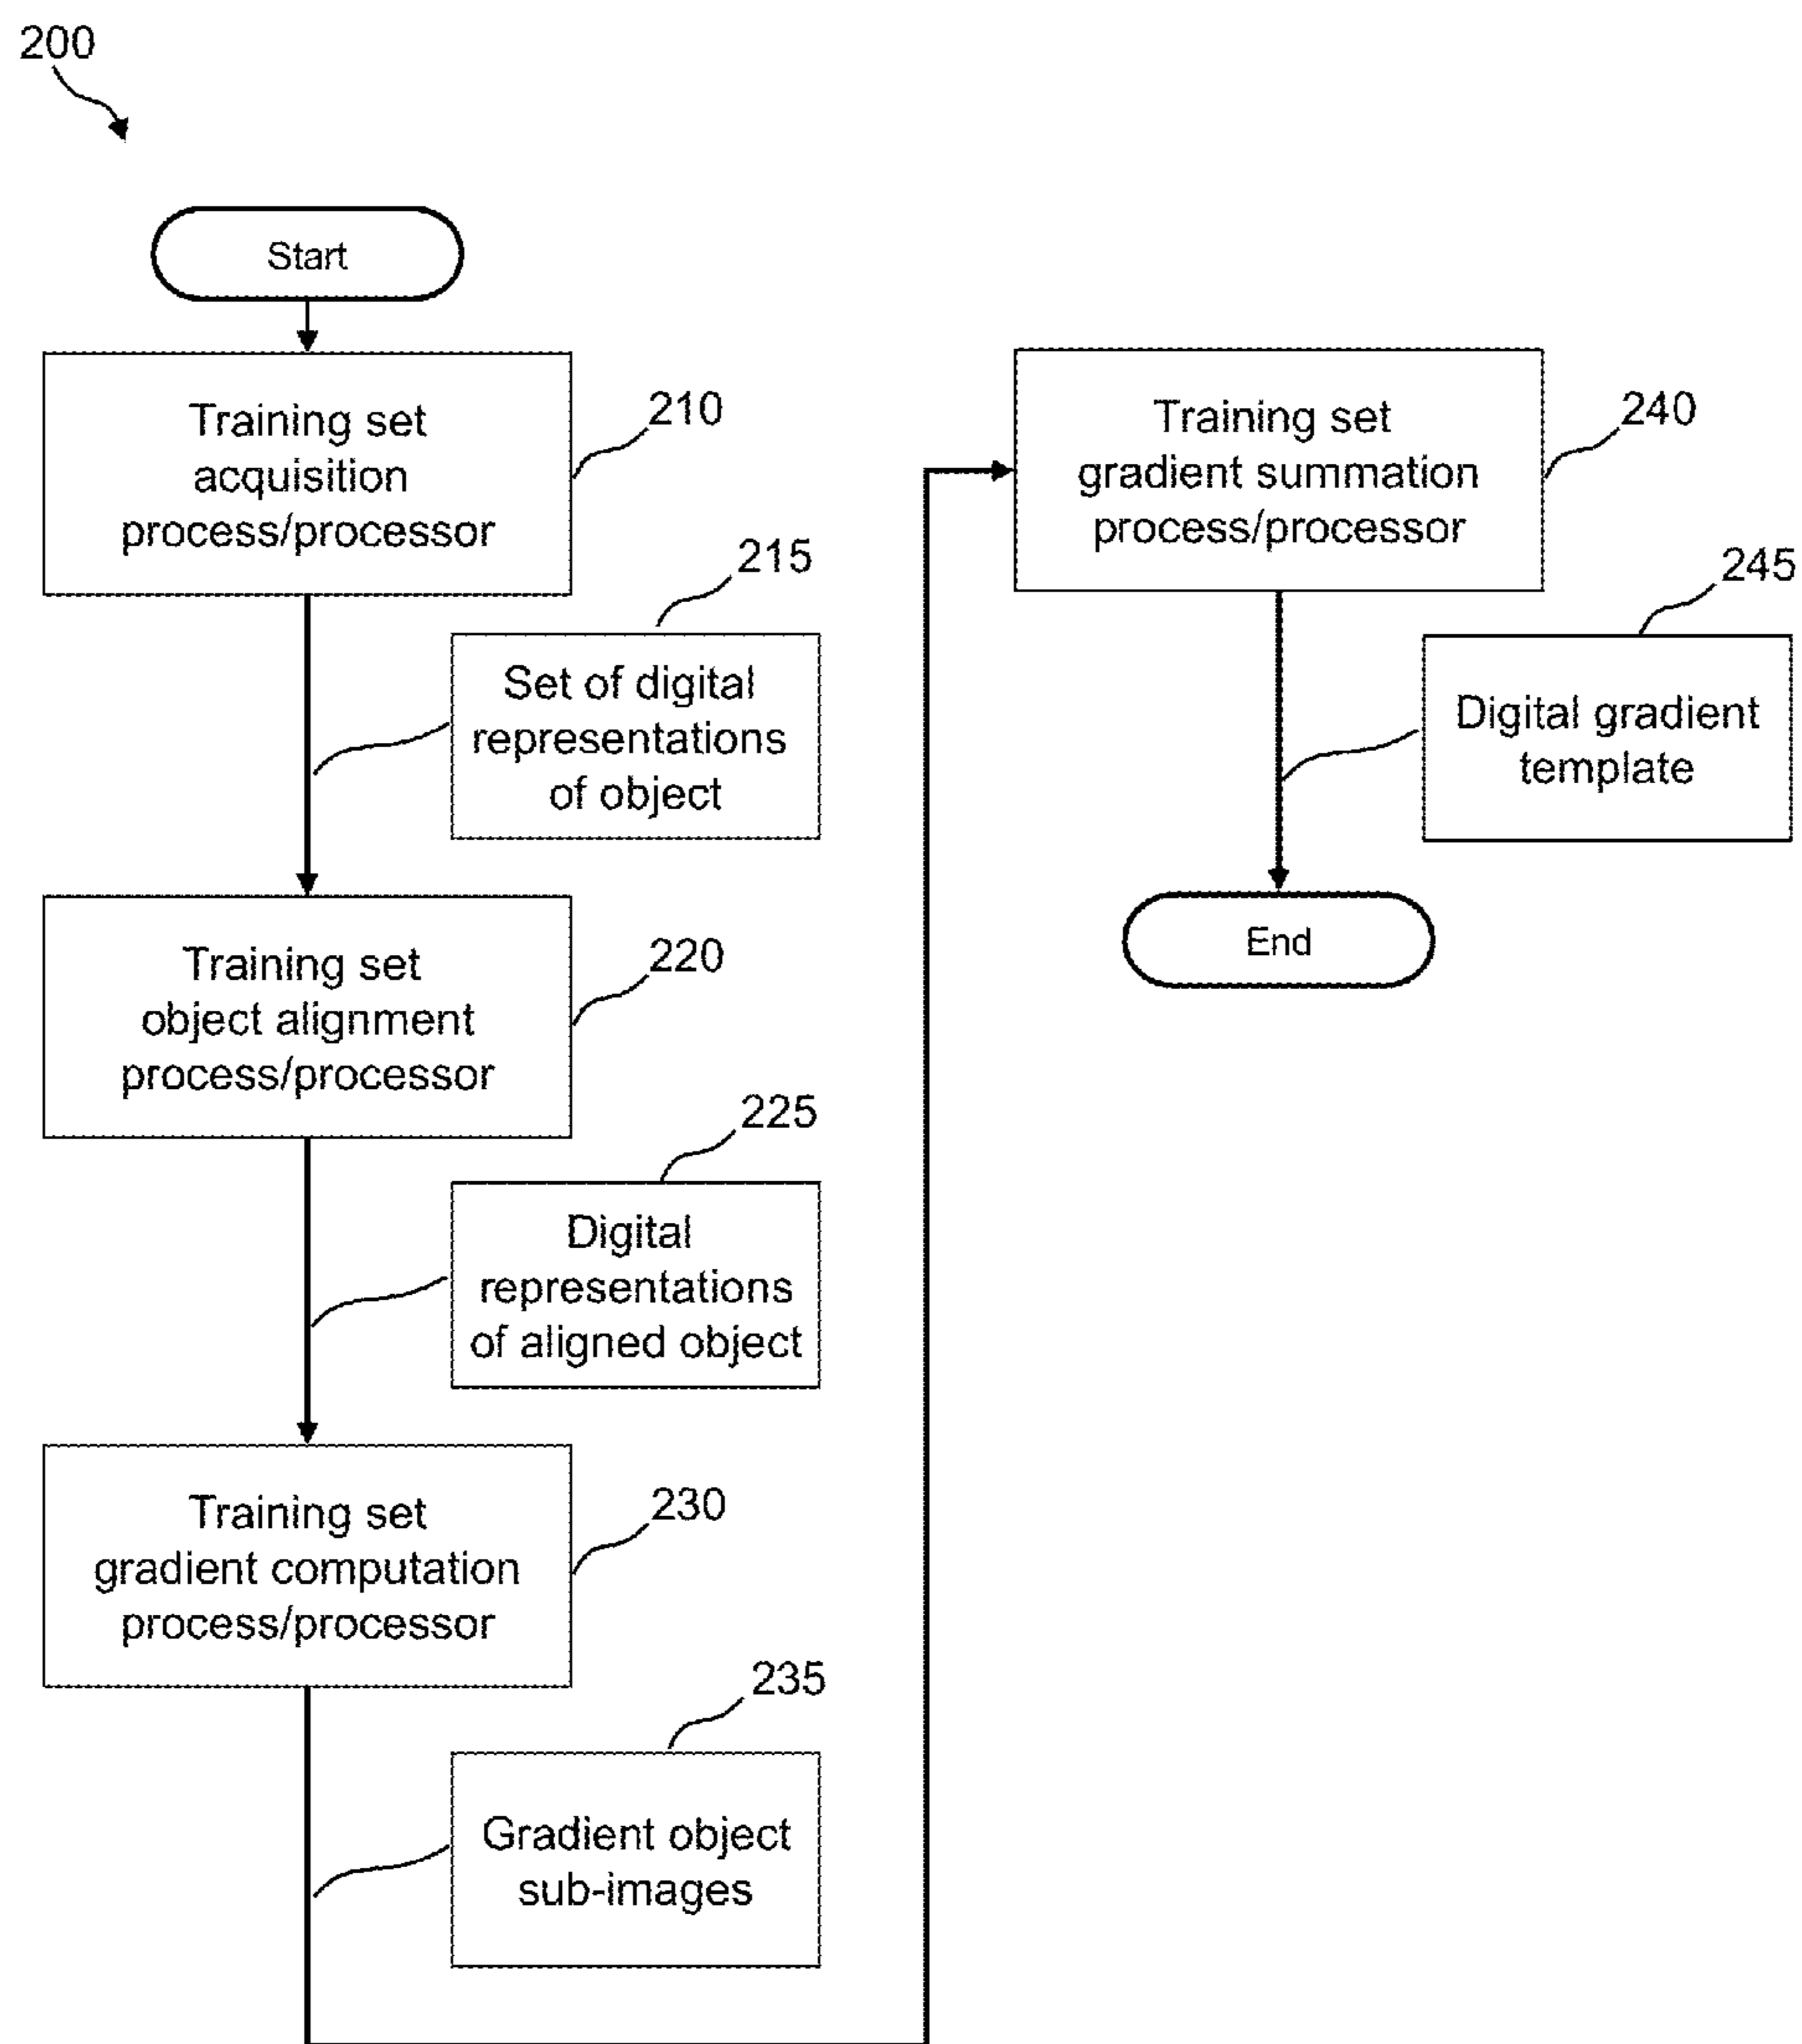 200
Start
Training set
acquisition
process/processor
210
215
Set of digital
representations
of object
Training set
object alignment
process/processor
220
225
Digital
representations
of aligned object
Training set
gradient computation
process/processor
230
235
Gradient object
sub-images
Training set
gradient summation
process/processor
240
245
Digital gradient
template
End